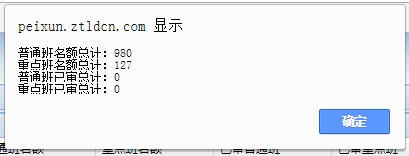 peixun.ztldcn.com 显示
普通班名额总计：980
重点班名额总计：127
普通班已审总计：0
重点班已审总计：0
确定